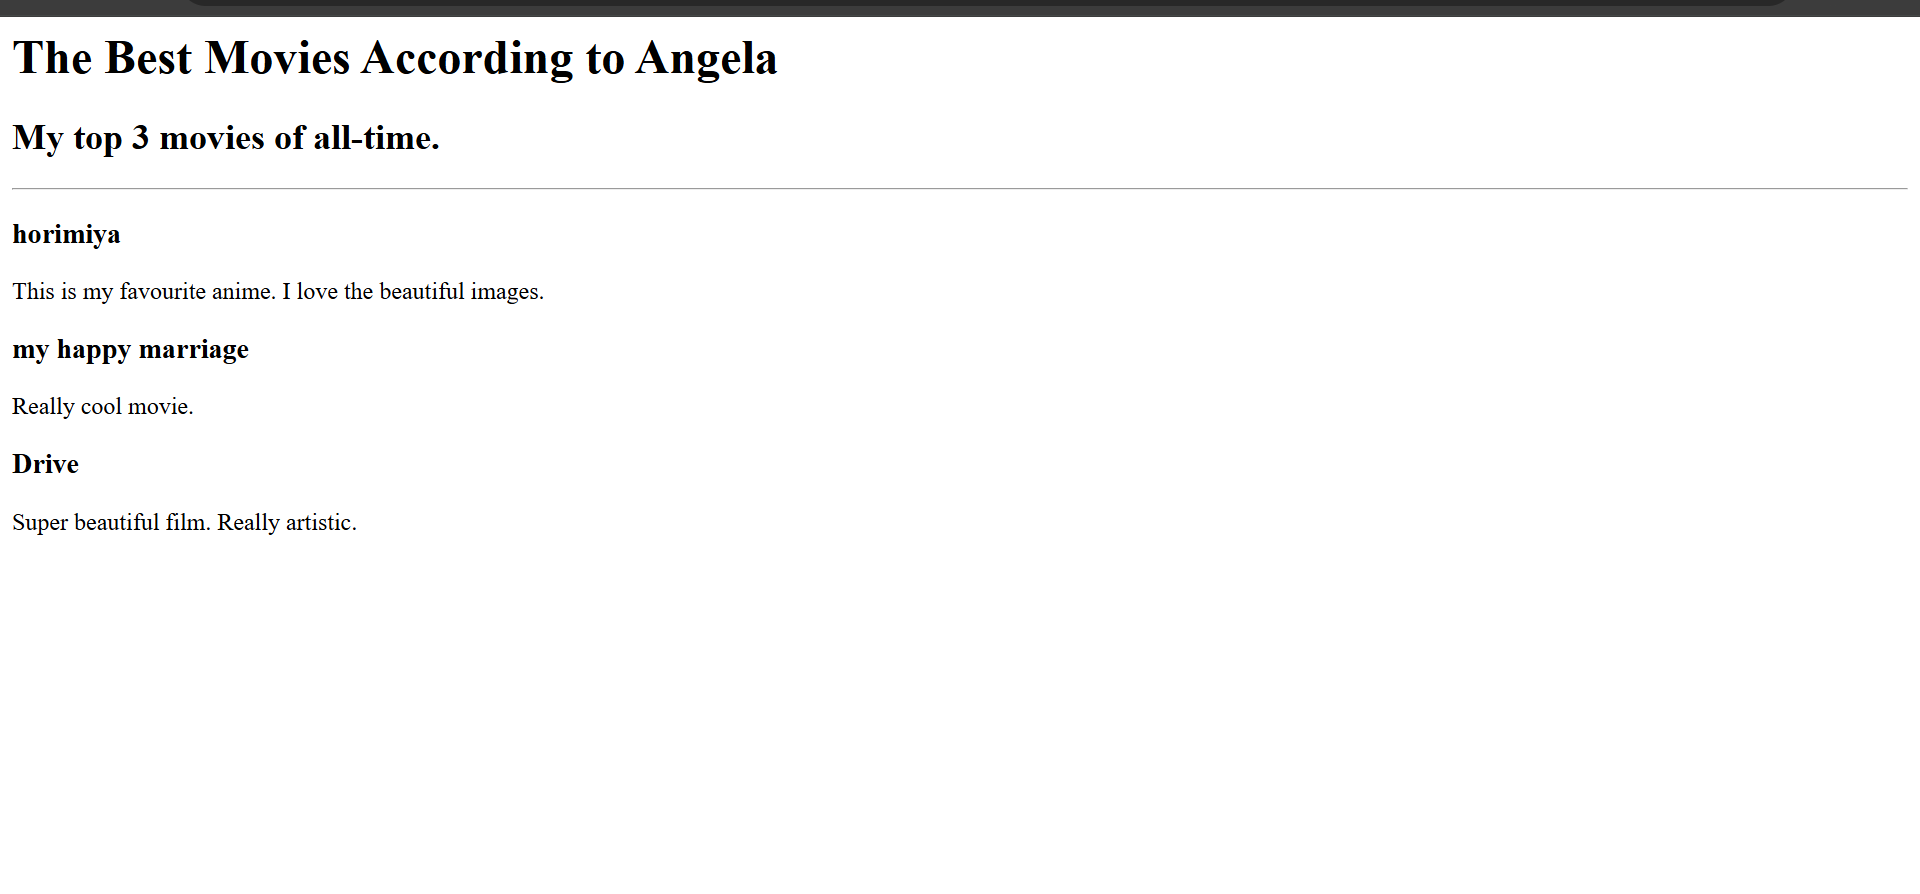 The Best Movies According to Angela
My top 3 movies of all-time.
horimiya
This is my favourite anime. I love the beautiful images.
my happy marriage
Really cool movie.
Drive
Super beautiful film. Really artistic.